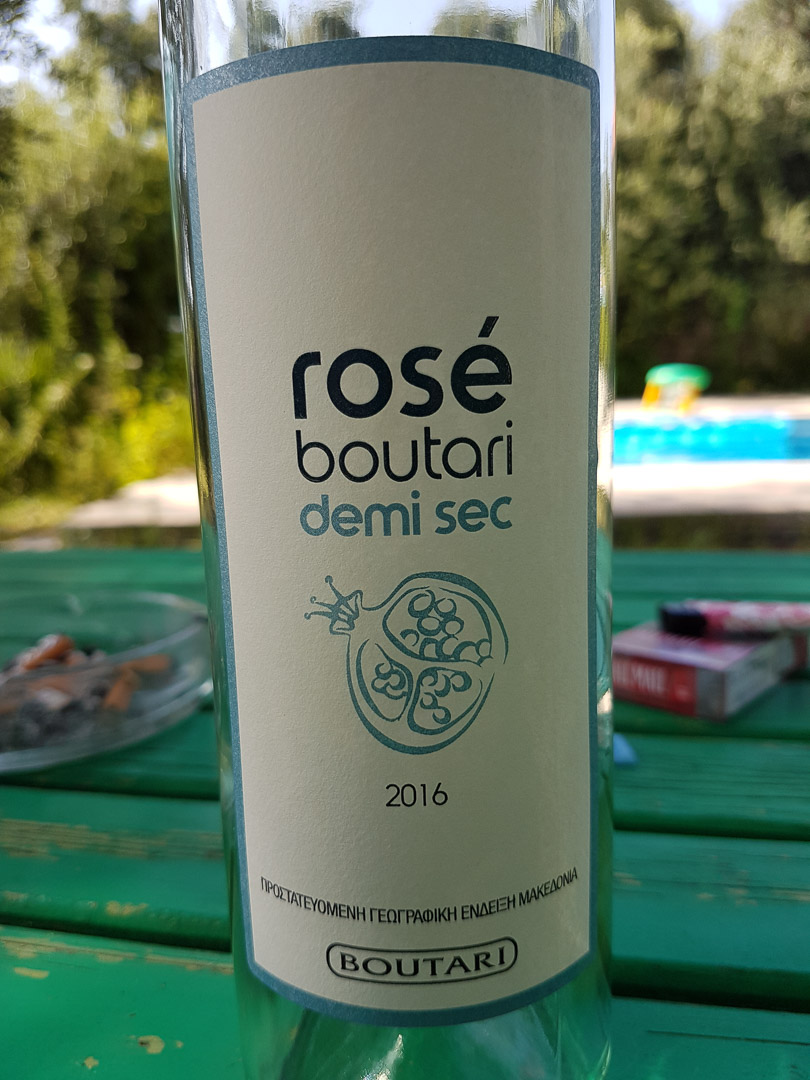 rosé
boutari
demi sec
2016
ΠΡΟΣΤΑΤΕΥΟΜΕΝΗ ΓΕΩΓΡΑΦΙΚΗ ΕΝΔΕΙΞΗ ΜΑΚΕΔΟΝΙΑ
BOUTARI